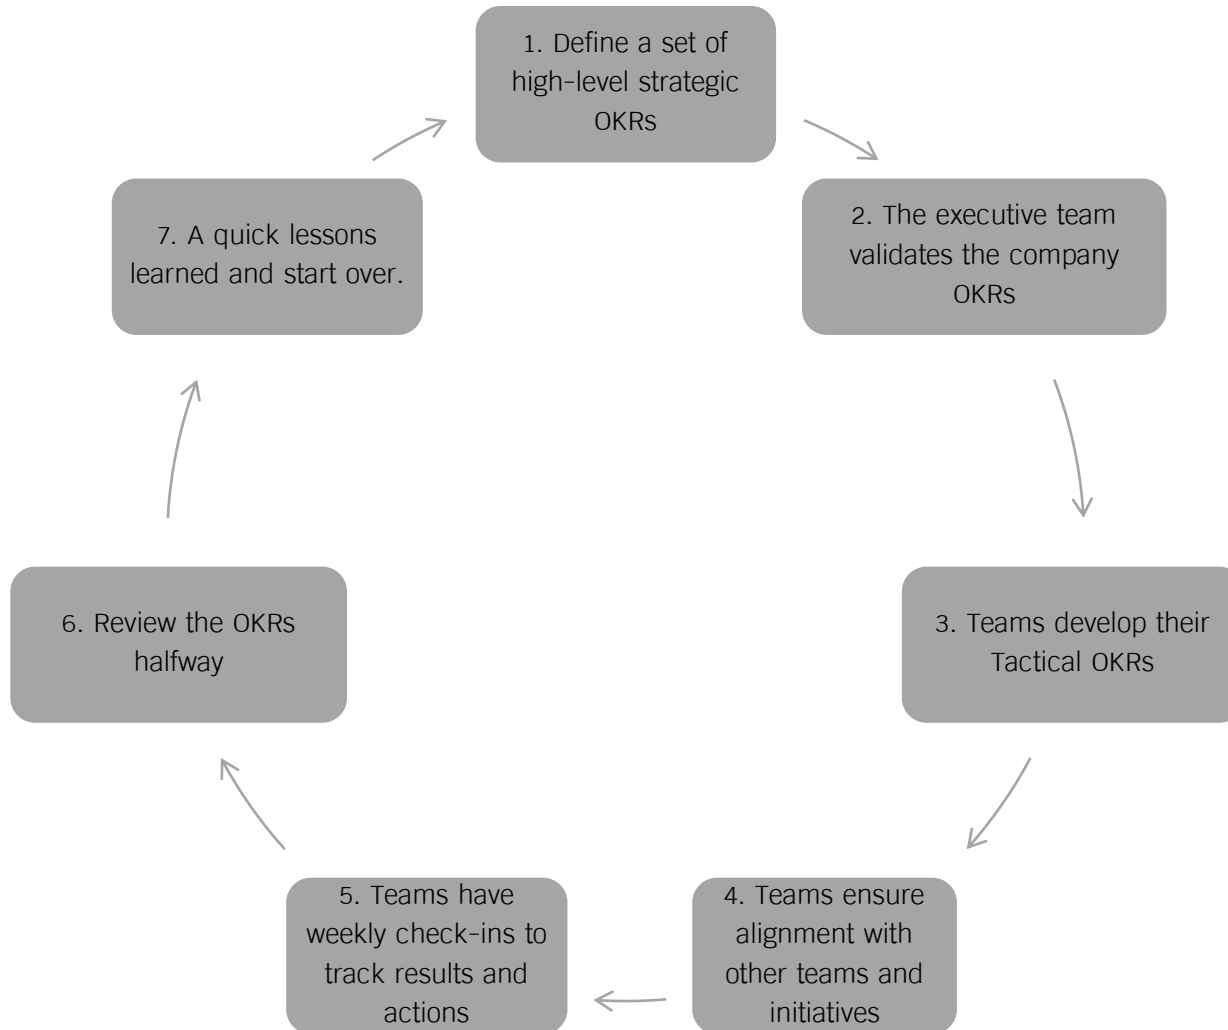 1. Define a set of
high-level strategic
OKRs
2. The executive team
validates the company
OKRs
3. Teams develop their
Tactical OKRs
4. Teams ensure
alignment with
other teams and
initiatives
5. Teams have
weekly check-ins to
track results and
actions
6. Review the OKRs
halfway
7. A quick lessons
learned and start over.